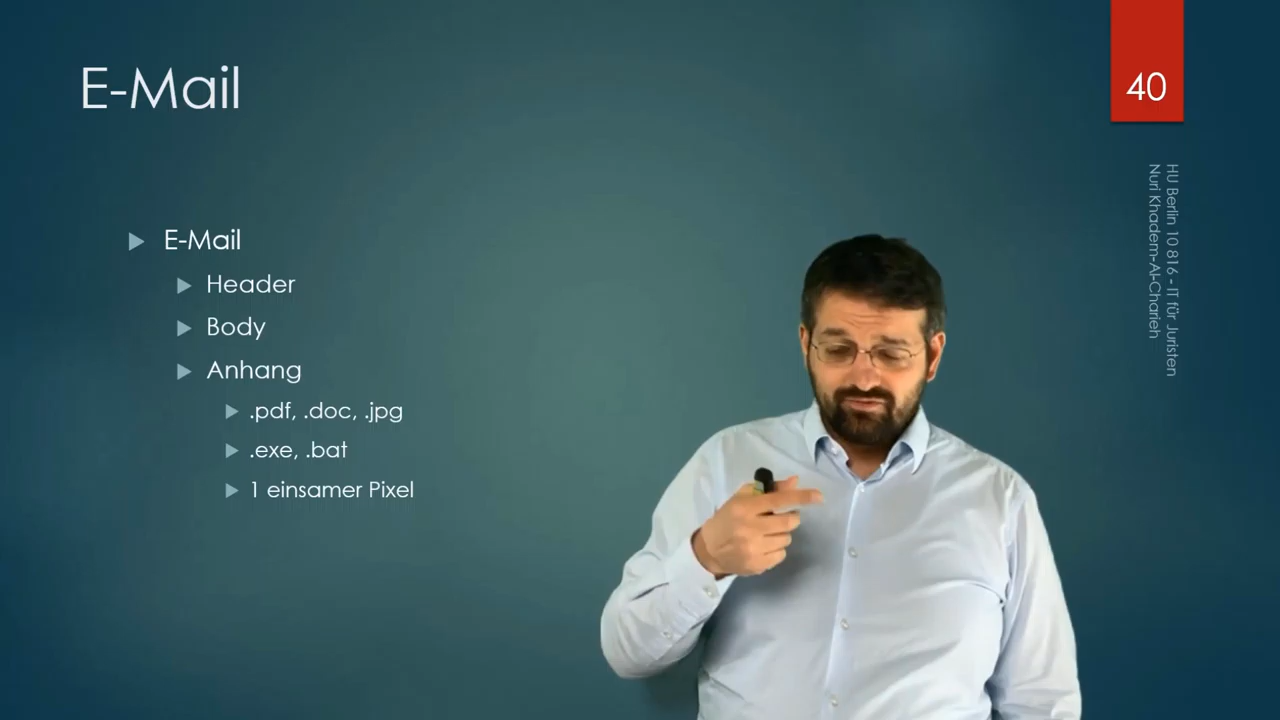 E-Mail
40
E-Mail
Header
Body
Anhang
.pdf, .doc, .jpg
.exe, .bat
1 einsamer Pixel
HU Berlin 10 816 - IT für Juristen
Nuri Khadem-Al-Charieh